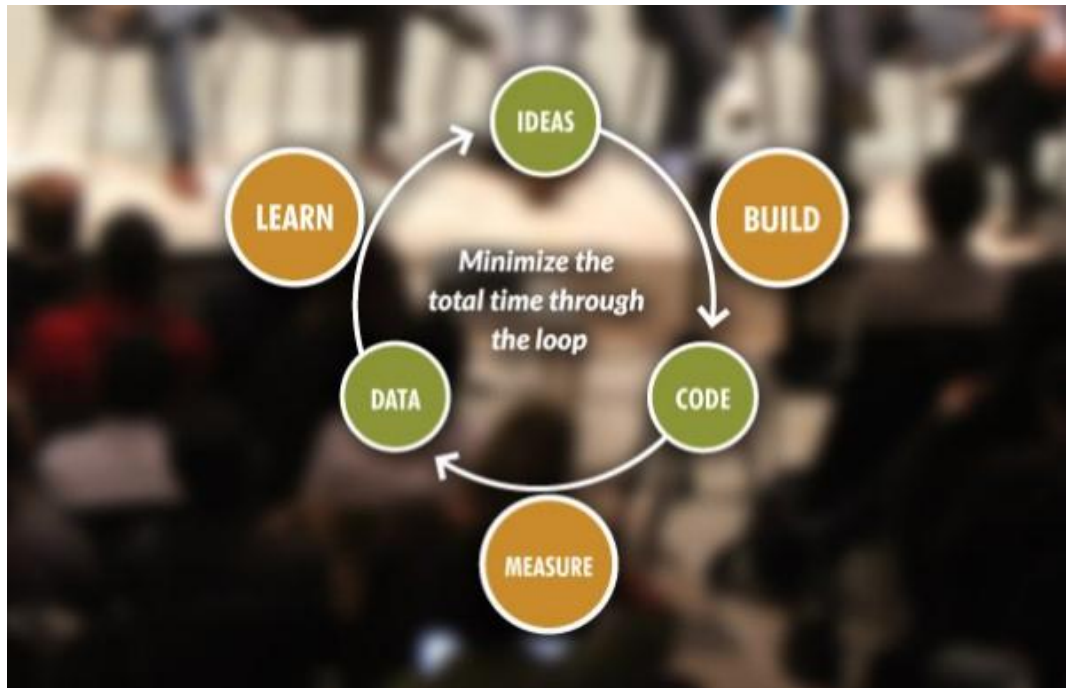 IDEAS
LEARN
BUILD
Minimize the
total time through
the loop
DATA
CODE
MEASURE